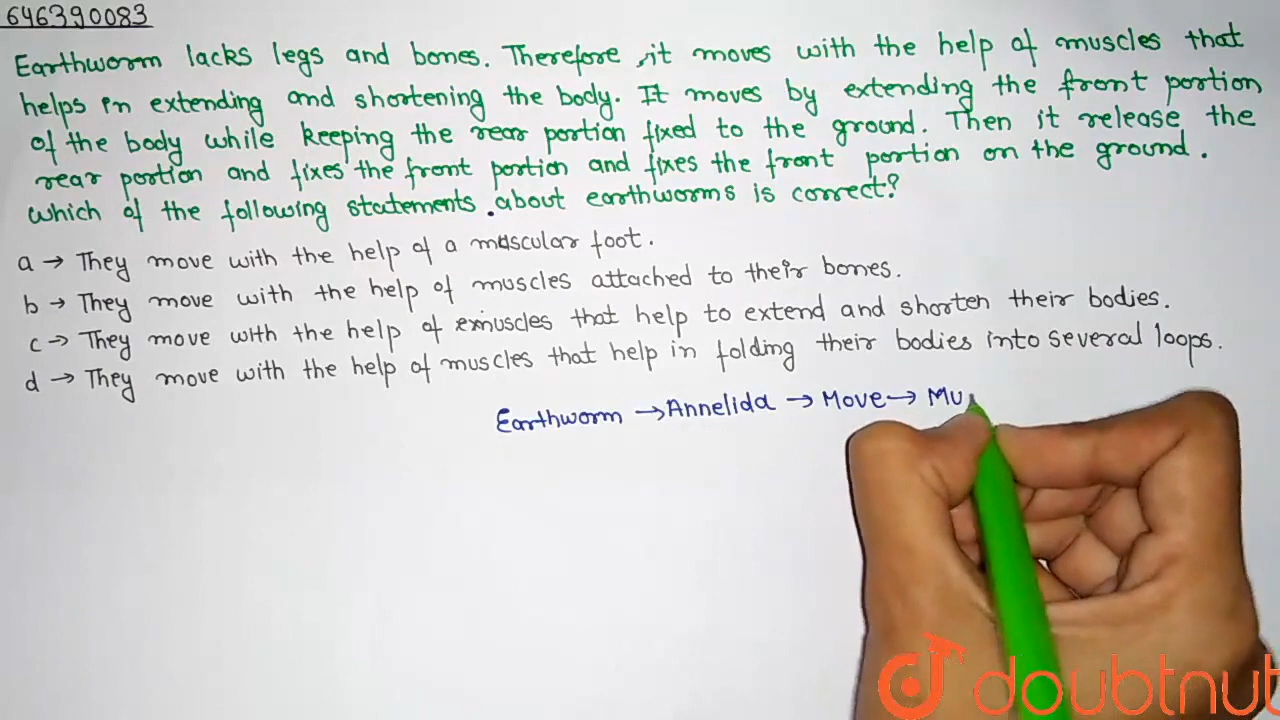 646390083
Earthworm lacks legs and bones. Therefore, it moves with the help of muscles that
helps in extending and shortening the body. It moves by extending the front portion
of the body while keeping the rear portion fixed to the ground. Then it release the
rear portion and fixes the front portion and fixes the front portion on the ground.
which of the following statements about earthworms is correct?
a → They move with the help of a muscular foot.
b → They move with the help of muscles attached to their bones.
c → They move with the help of muscles that help to extend and shorten their bodies.
d → They move with the help of muscles that help in folding their bodies into several loops.
Earthworm → Annelida → Move → Mu
doubtnut